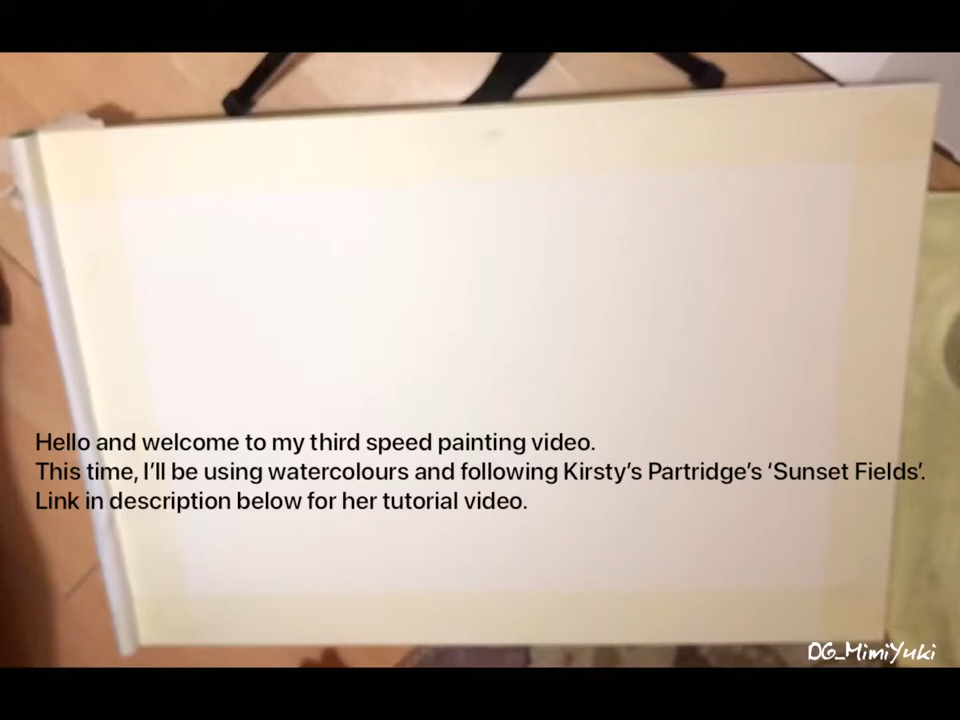 Hello and welcome to my third speed painting video.
This time, I’ll be using watercolours and following Kirsty’s Partridge’s ‘Sunset Fields’.
Link in description below for her tutorial video.
DG_MimiYuki